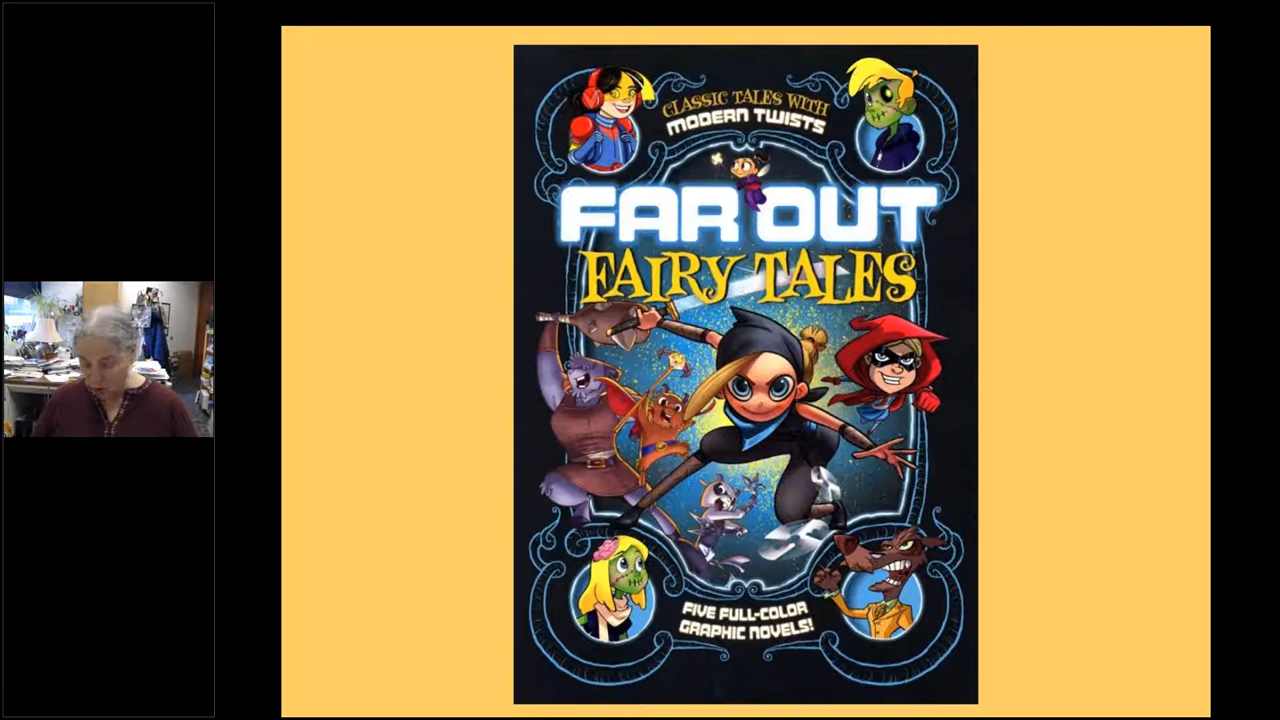 CLASSIC TALES WITH
MODERN TWISTS
FAR OUT
FAIRY TALES
FIVE FULL-COLOR
GRAPHIC NOVELS!